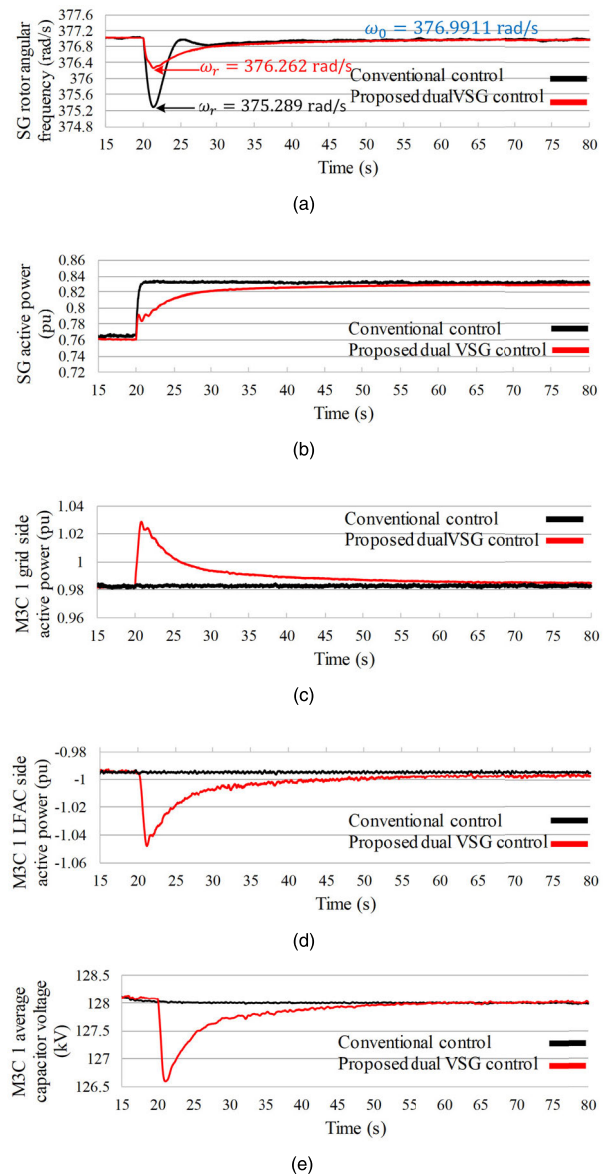 377.6
377.2
376.8
376.4
376
375.6
375.2
374.8
SG rotor angular
frequency (rad/s)
ω₀ = 376.9911 rad/s
ωᵣ = 376.262 rad/s
ωᵣ = 375.289 rad/s
Conventional control
Proposed dualVSG control
15 20 25 30 35 40 45 50 55 60 65 70 75 80
Time (s)
(a)
0.86
0.84
0.82
0.80
0.78
0.76
0.74
0.72
SG active power
(pu)
Conventional control
Proposed dual VSG control
15 20 25 30 35 40 45 50 55 60 65 70 75 80
Time (s)
(b)
1.04
1.02
1
0.98
0.96
M3C 1 grid side
active power (pu)
Conventional control
Proposed dualVSG control
15 20 25 30 35 40 45 50 55 60 65 70 75 80
Time (s)
(c)
-0.98
-1
-1.02
-1.04
-1.06
M3C 1 LFAC side
active power (pu)
Conventional control
Proposed dual VSG control
15 20 25 30 35 40 45 50 55 60 65 70 75 80
Time (s)
(d)
128.5
128
127.5
127
126.5
M3C 1 average
capacitor voltage
(kV)
Conventional control
Proposed dual VSG control
15 20 25 30 35 40 45 50 55 60 65 70 75 80
Time (s)
(e)